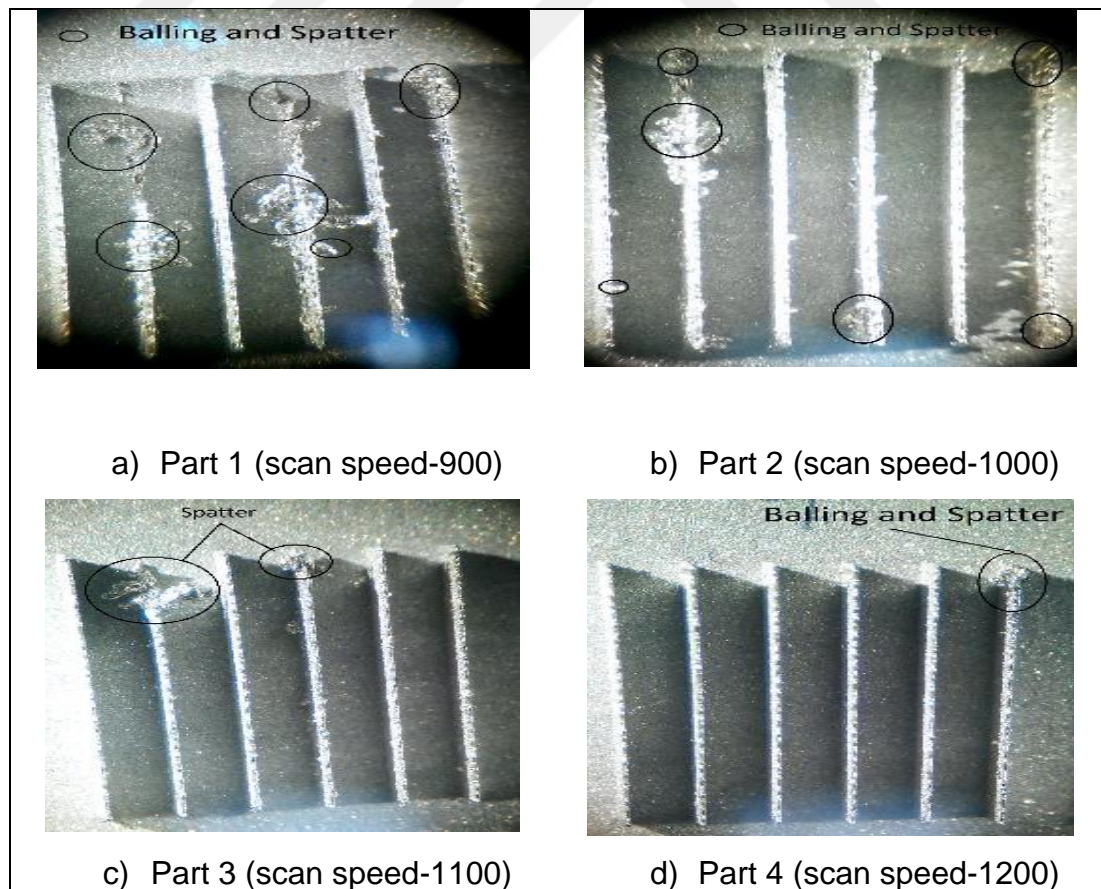 Balling and Spatter
Balling and Spatter
a) Part 1 (scan speed-900)
b) Part 2 (scan speed-1000)
Spatter
Balling and Spatter
c) Part 3 (scan speed-1100)
d) Part 4 (scan speed-1200)